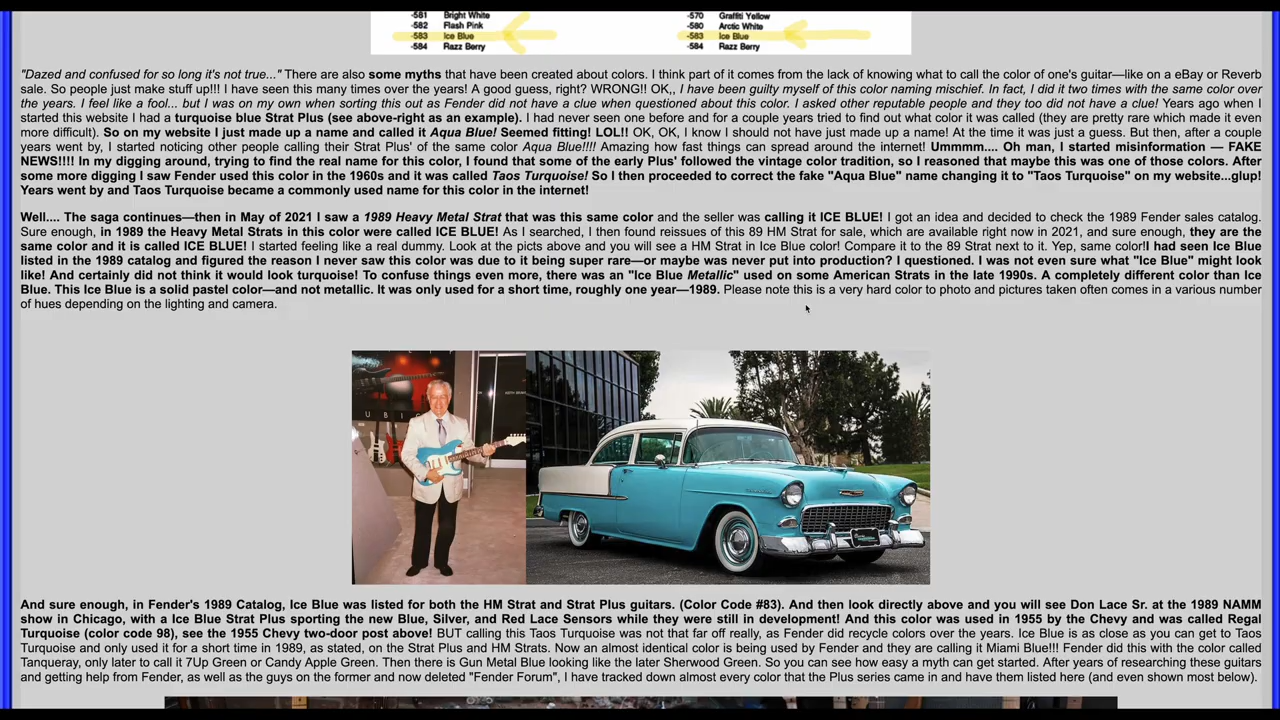 -581 Bright White
-582 Flash Pink
-583 Ice Blue
-584 Razz Berry
-570 Graffiti Yellow
-580 Arctic White
-583 Ice Blue
-584 Razz Berry
"Dazed and confused for so long it's not true..." There are also some myths that have been created about colors. I think part of it comes from the lack of knowing what to call the color of one's guitar—like on a eBay or Reverb
sale. So people just make stuff up!!! I have seen this many times over the years! A good guess, right? WRONG!! OK,, I have been guilty myself of this color naming mischief. In fact, I did it two times with the same color over
the years. I feel like a fool... but I was on my own when sorting this out as Fender did not have a clue when questioned about this color. I asked other reputable people and they too did not have a clue! Years ago when I
started this website I had a turquoise blue Strat Plus (see above-right as an example). I had never seen one before and for a couple years tried to find out what color it was called (they are pretty rare which made it even
more difficult). So on my website I just made up a name and called it Aqua Blue! Seemed fitting! LOL!! OK, OK, I know I should not have just made up a name! At the time it was just a guess. But then, after a couple
years went by, I started noticing other people calling their Strat Plus' of the same color Aqua Blue!!!! Amazing how fast things can spread around the internet! Ummmm.... Oh man, I started misinformation — FAKE
NEWS!!!! In my digging around, trying to find the real name for this color, I found that some of the early Plus' followed the vintage color tradition, so I reasoned that maybe this was one of those colors. After
some more digging I saw Fender used this color in the 1960s and it was called Taos Turquoise! So I then proceeded to correct the fake "Aqua Blue" name changing it to "Taos Turquoise" on my website...glup!
Years went by and Taos Turquoise became a commonly used name for this color in the internet!
Well.... The saga continues—then in May of 2021 I saw a 1989 Heavy Metal Strat that was this same color and the seller was calling it ICE BLUE! I got an idea and decided to check the 1989 Fender sales catalog.
Sure enough, in 1989 the Heavy Metal Strats in this color were called ICE BLUE! As I searched, I then found reissues of this 89 HM Strat for sale, which are available right now in 2021, and sure enough, they are the
same color and it is called ICE BLUE! I started feeling like a real dummy. Look at the picts above and you will see a HM Strat in Ice Blue color! Compare it to the 89 Strat next to it. Yep, same color!I had seen Ice Blue
listed in the 1989 catalog and figured the reason I never saw this color was due to it being super rare—or maybe was never put into production? I questioned. I was not even sure what "Ice Blue" might look
like! And certainly did not think it would look turquoise! To confuse things even more, there was an "Ice Blue Metallic" used on some American Strats in the late 1990s. A completely different color than Ice
Blue. This Ice Blue is a solid pastel color—and not metallic. It was only used for a short time, roughly one year—1989. Please note this is a very hard color to photo and pictures taken often comes in a various number
of hues depending on the lighting and camera.
U B I C
And sure enough, in Fender's 1989 Catalog, Ice Blue was listed for both the HM Strat and Strat Plus guitars. (Color Code #83). And then look directly above and you will see Don Lace Sr. at the 1989 NAMM
show in Chicago, with a Ice Blue Strat Plus sporting the new Blue, Silver, and Red Lace Sensors while they were still in development! And this color was used in 1955 by the Chevy and was called Regal
Turquoise (color code 98), see the 1955 Chevy two-door post above! BUT calling this Taos Turquoise was not that far off really, as Fender did recycle colors over the years. Ice Blue is as close as you can get to Taos
Turquoise and only used it for a short time in 1989, as stated, on the Strat Plus and HM Strats. Now an almost identical color is being used by Fender and they are calling it Miami Blue!!! Fender did this with the color called
Tanqueray, only later to call it 7Up Green or Candy Apple Green. Then there is Gun Metal Blue looking like the later Sherwood Green. So you can see how easy a myth can get started. After years of researching these guitars
and getting help from Fender, as well as the guys on the former and now deleted "Fender Forum", I have tracked down almost every color that the Plus series came in and have them listed here (and even shown most below).